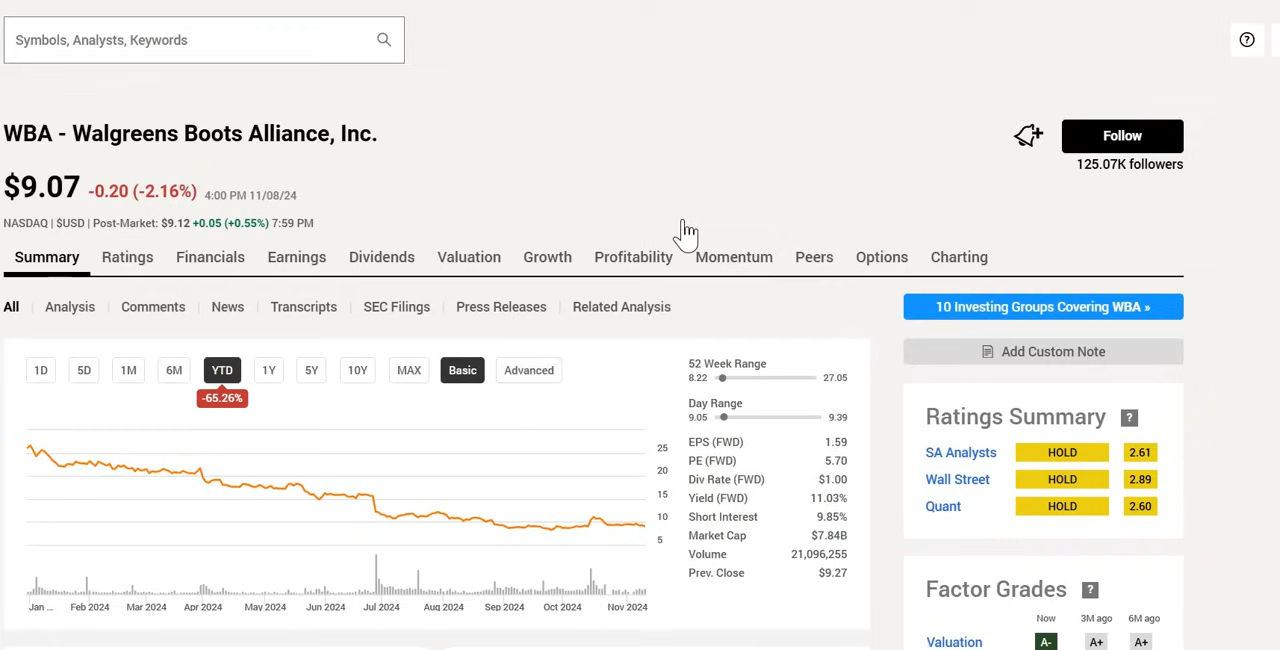 Symbols, Analysts, Keywords
?
WBA - Walgreens Boots Alliance, Inc.
Follow
125.07K followers
$9.07 -0.20 (-2.16%) 4:00 PM 11/08/24
NASDAQ | $USD | Post-Market: $9.12 +0.05 (+0.55%) 7:59 PM
Summary Ratings Financials Earnings Dividends Valuation Growth Profitability Momentum Peers Options Charting
All Analysis Comments News Transcripts SEC Filings Press Releases Related Analysis
10 Investing Groups Covering WBA »
Add Custom Note
1D 5D 1M 6M YTD 1Y 5Y 10Y MAX Basic Advanced
-65.26%
25
20
15
10
5
Jan ... Feb 2024 Mar 2024 Apr 2024 May 2024 Jun 2024 Jul 2024 Aug 2024 Sep 2024 Oct 2024 Nov 2024
52 Week Range
8.22 27.05
Day Range
9.05 9.39
EPS (FWD) 1.59
PE (FWD) 5.70
Div Rate (FWD) $1.00
Yield (FWD) 11.03%
Short Interest 9.85%
Market Cap $7.84B
Volume 21,096,255
Prev. Close $9.27
Ratings Summary ?
SA Analysts HOLD 2.61
Wall Street HOLD 2.89
Quant HOLD 2.60
Factor Grades ?
Now 3M ago 6M ago
Valuation A- A+ A+